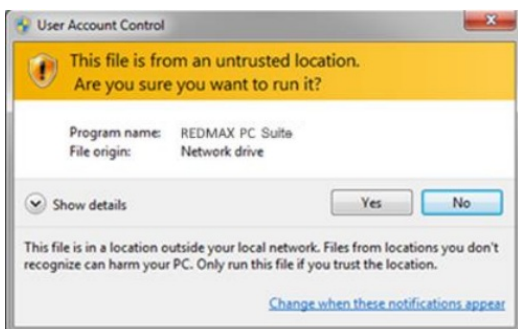 User Account Control
This file is from an untrusted location.
Are you sure you want to run it?
Program name: REDMAX PC Suite
File origin: Network drive
Show details
Yes
No
This file is in a location outside your local network. Files from locations you don't
recognize can harm your PC. Only run this file if you trust the location.
Change when these notifications appear